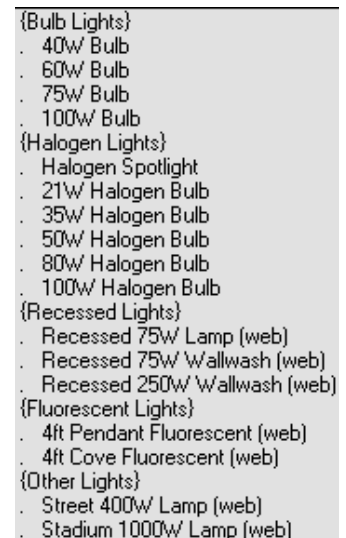 {Bulb Lights}
. 40W Bulb
. 60W Bulb
. 75W Bulb
. 100W Bulb
{Halogen Lights}
. Halogen Spotlight
. 21W Halogen Bulb
. 35W Halogen Bulb
. 50W Halogen Bulb
. 80W Halogen Bulb
. 100W Halogen Bulb
{Recessed Lights}
. Recessed 75W Lamp (web)
. Recessed 75W Wallwash (web)
. Recessed 250W Wallwash (web)
{Fluorescent Lights}
. 4ft Pendant Fluorescent (web)
. 4ft Cove Fluorescent (web)
{Other Lights}
. Street 400W Lamp (web)
. Stadium 1000W Lamp (web)